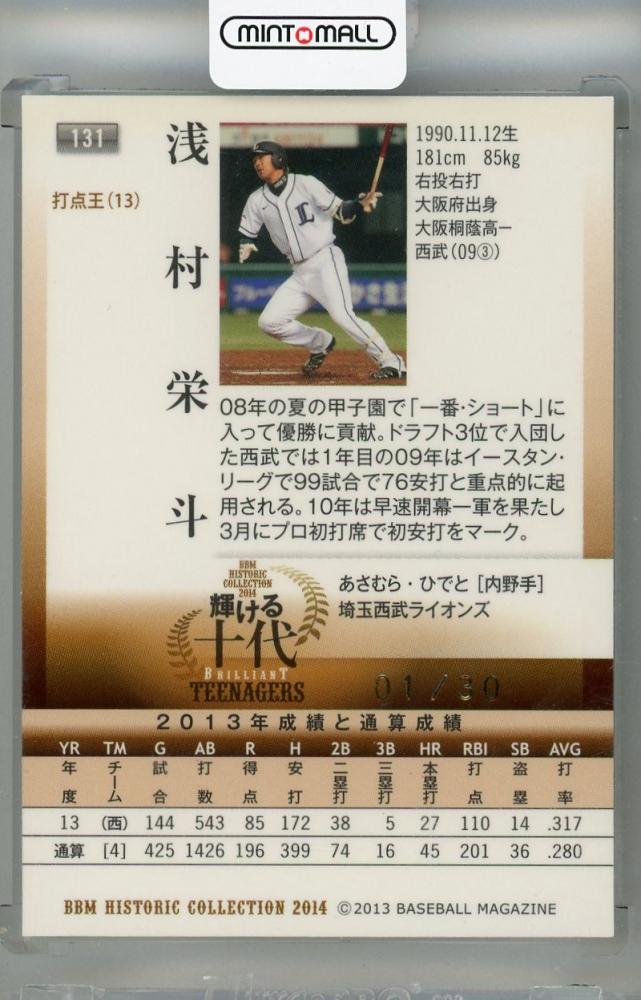 MINT MALL
131
打点王(13)
浅村栄斗
1990.11.12生
181cm 85kg
右投右打
大阪府出身
大阪桐蔭高ー
西武(09③)
08年の夏の甲子園で「一番・ショート」に
入って優勝に貢献。ドラフト3位で入団し
た西武では1年目の09年はイースタン・
リーグで99試合で76安打と重点的に起
用される。10年は早速開幕一軍を果たし
3月にプロ初打席で初安打をマーク。
BBM
HISTORIC
COLLECTION
2014
輝ける
十代
BRILLIANT
TEENAGERS
あさむら・ひでと [内野手]
埼玉西武ライオンズ
01/30
2013年成績と通算成績
YR TM G AB R H 2B 3B HR RBI SB AVG
年度 チーム 試合 打数 得点 安打 二塁打 三塁打 本塁打 打点 盗塁 打率
13 (西) 144 543 85 172 38 5 27 110 14 .317
通算 [4] 425 1426 196 399 74 16 45 201 36 .280
BBM HISTORIC COLLECTION 2014 ©2013 BASEBALL MAGAZINE